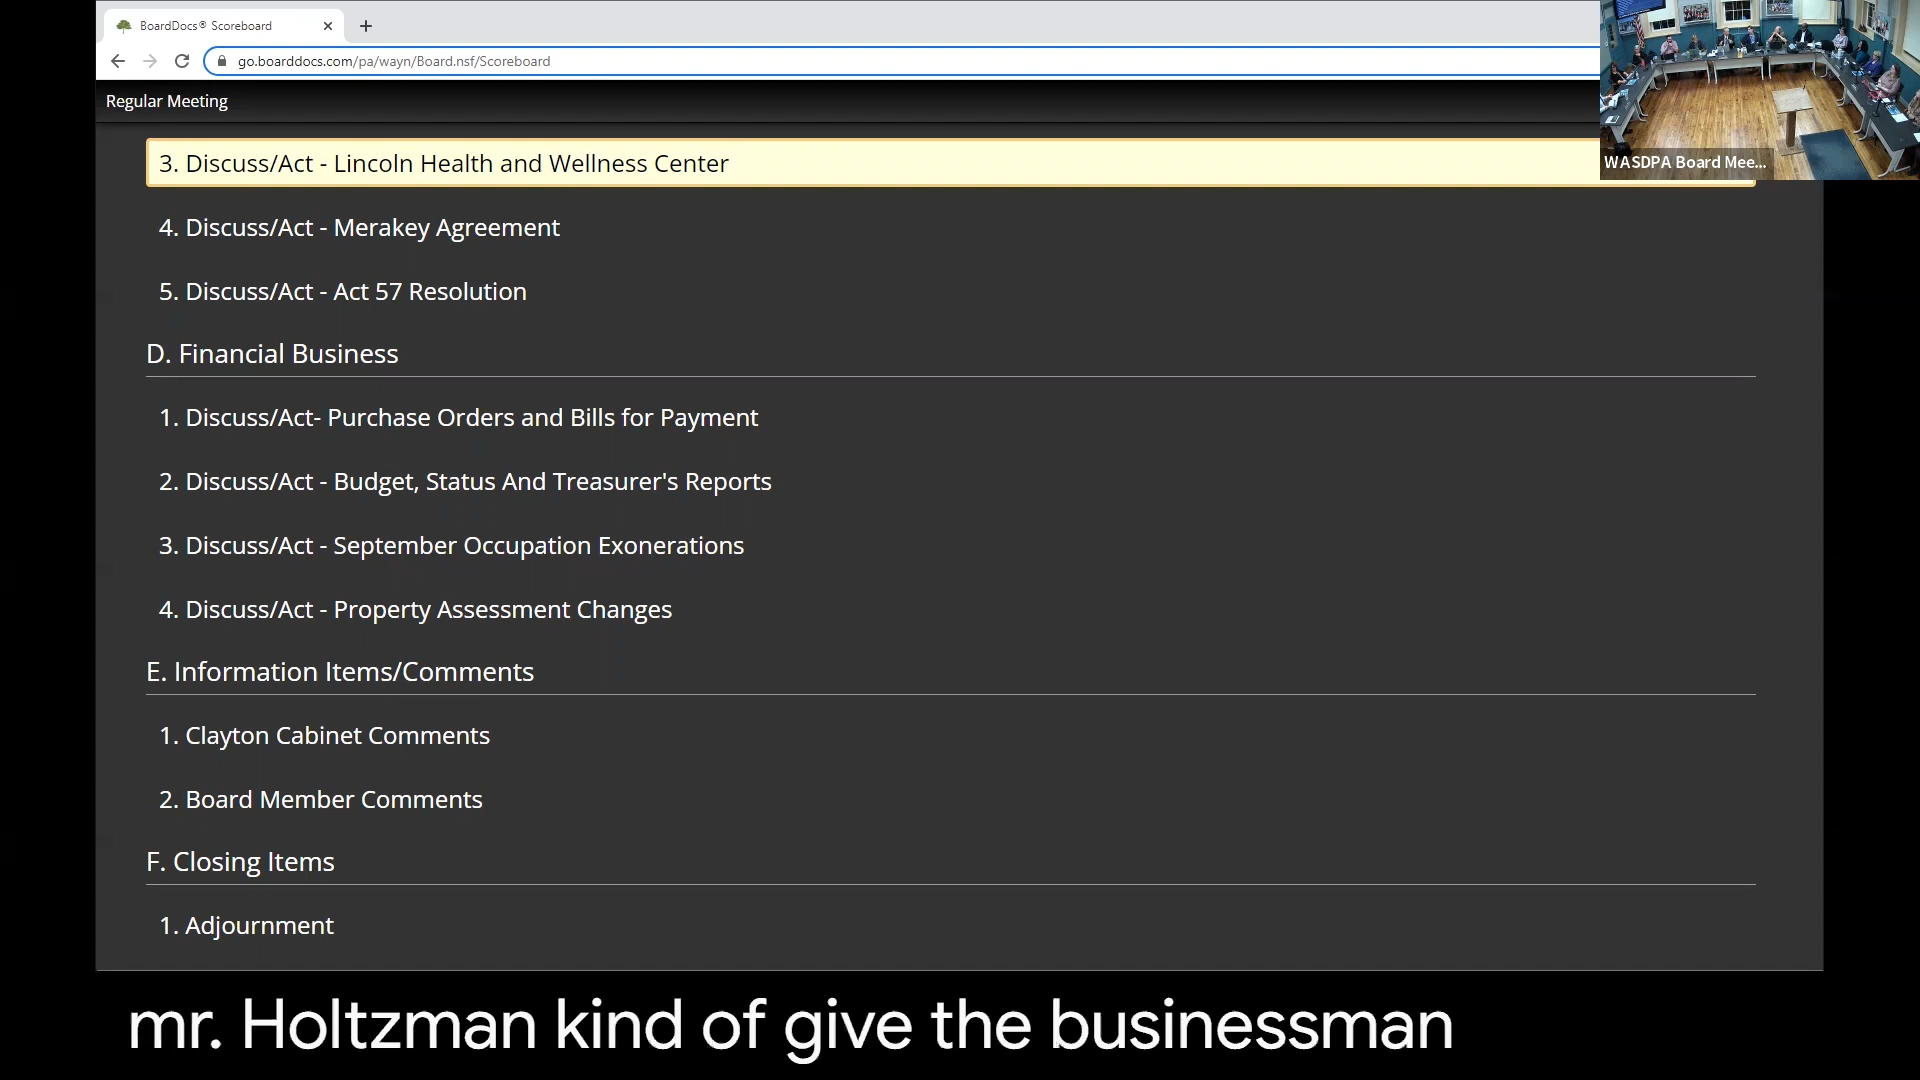 BoardDocs® Scoreboard
go.boarddocs.com/pa/wayn/Board.nsf/Scoreboard
Regular Meeting
3. Discuss/Act - Lincoln Health and Wellness Center
WASDPA Board Mee...
4. Discuss/Act - Merakey Agreement
5. Discuss/Act - Act 57 Resolution
D. Financial Business
1. Discuss/Act- Purchase Orders and Bills for Payment
2. Discuss/Act - Budget, Status And Treasurer's Reports
3. Discuss/Act - September Occupation Exonerations
4. Discuss/Act - Property Assessment Changes
E. Information Items/Comments
1. Clayton Cabinet Comments
2. Board Member Comments
F. Closing Items
1. Adjournment
mr. Holtzman kind of give the businessman